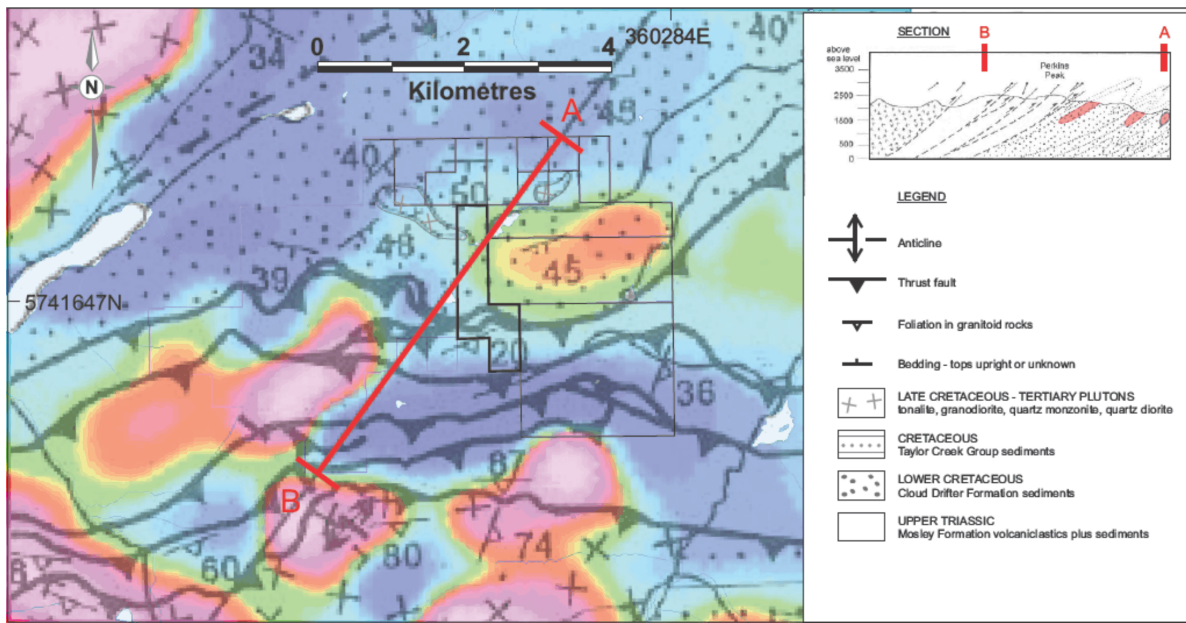 34
0 2 4
360284E
40
Kilometres
N
A
48
40
50
6
48
45
39
5741647N
20
36
B
87
80
74
60
8
SECTION
B
A
above
sea level
Perkins
Peak
3500
2500
1500
500
0
LEGEND
Anticline
Thrust fault
Foliation in granitoid rocks
Bedding - tops upright or unknown
LATE CRETACEOUS - TERTIARY PLUTONS
tonalite, granodiorite, quartz monzonite, quartz diorite
CRETACEOUS
Taylor Creek Group sediments
LOWER CRETACEOUS
Cloud Drifter Formation sediments
UPPER TRIASSIC
Mosley Formation volcaniclastics plus sediments